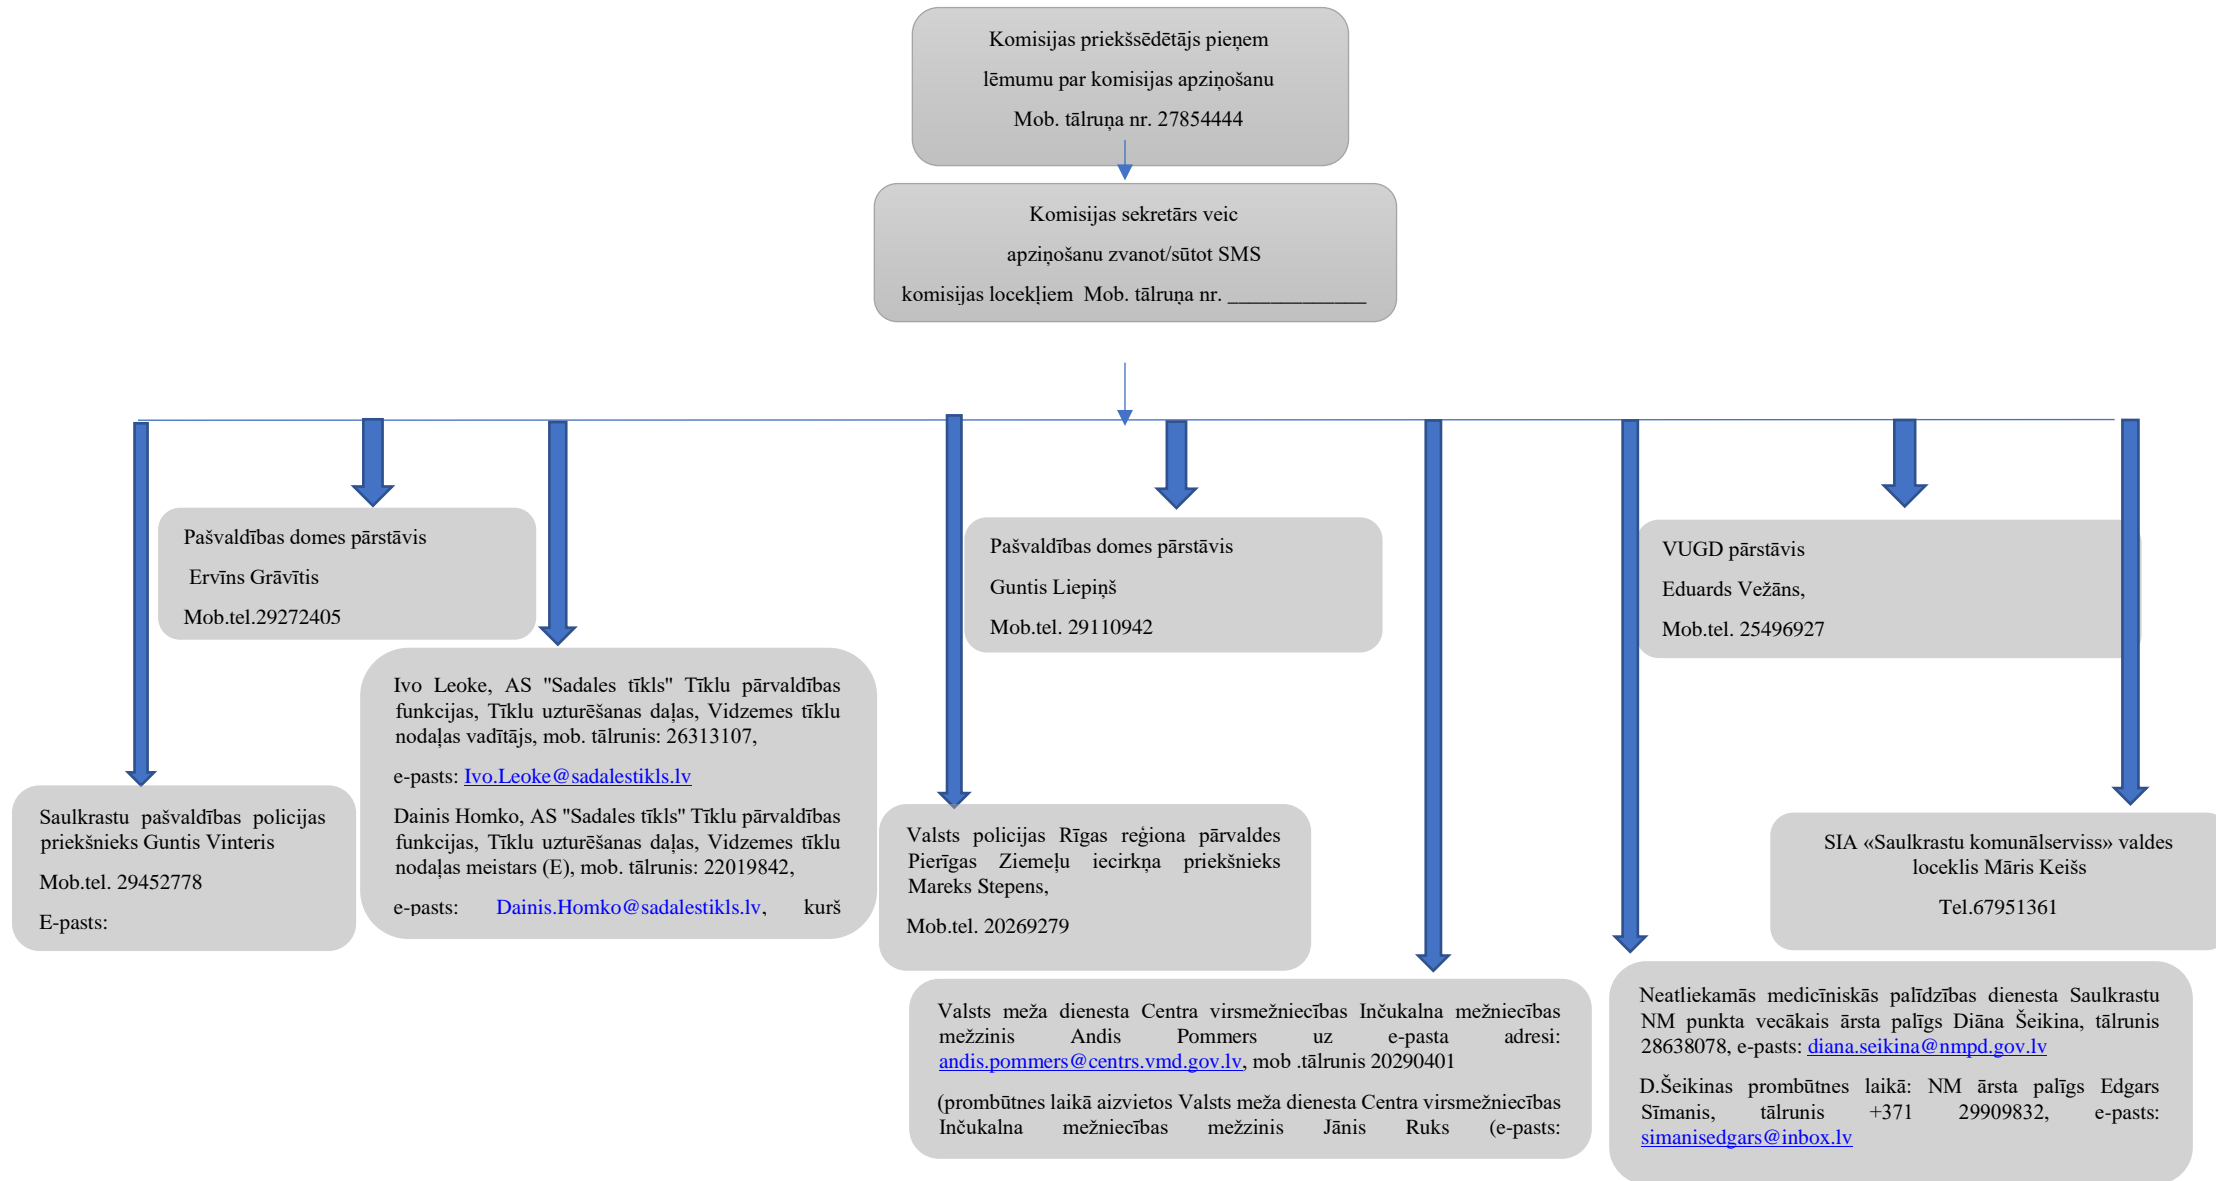 Komisijas priekšsēdētājs pieņem
lēmumu par komisijas apziņošanu
Mob. tālruņa nr. 27854444
Komisijas sekretārs veic
apziņošanu zvanot/sūtot SMS
komisijas locekļiem  Mob. tālruņa nr. _____________
Pašvaldības domes pārstāvis
Ervīns Grāvītis
Mob.tel.29272405
Pašvaldības domes pārstāvis
Guntis Liepiņš
Mob.tel. 29110942
VUGD pārstāvis
Eduards Vežāns,
Mob.tel. 25496927
Ivo Leoke, AS "Sadales tīkls" Tīklu pārvaldības
funkcijas, Tīklu uzturēšanas daļas, Vidzemes tīklu
nodaļas vadītājs, mob. tālrunis: 26313107,
e-pasts: Ivo.Leoke@sadalestikls.lv
Dainis Homko, AS "Sadales tīkls" Tīklu pārvaldības
funkcijas, Tīklu uzturēšanas daļas, Vidzemes tīklu
nodaļas meistars (E), mob. tālrunis: 22019842,
e-pasts: Dainis.Homko@sadalestikls.lv, kurš
Saulkrastu pašvaldības policijas
priekšnieks Guntis Vinteris
Mob.tel. 29452778
E-pasts:
Valsts policijas Rīgas reģiona pārvaldes
Pierīgas Ziemeļu iecirkņa priekšnieks
Mareks Stepens,
Mob.tel. 20269279
SIA «Saulkrastu komunālserviss» valdes
loceklis Māris Keišs
Tel.67951361
Valsts meža dienesta Centra virsmežniecības Inčukalna mežniecības
mežzinis Andis Pommers uz e-pasta adresi:
andis.pommers@centrs.vmd.gov.lv, mob .tālrunis 20290401
(prombūtnes laikā aizvietos Valsts meža dienesta Centra virsmežniecības
Inčukalna mežniecības mežzinis Jānis Ruks (e-pasts:
Neatliekamās medicīniskās palīdzības dienesta Saulkrastu
NM punkta vecākais ārsta palīgs Diāna Šeikina, tālrunis
28638078, e-pasts: diana.seikina@nmpd.gov.lv
D.Šeikinas prombūtnes laikā: NM ārsta palīgs Edgars
Sīmanis, tālrunis +371 29909832, e-pasts:
simanisedgars@inbox.lv